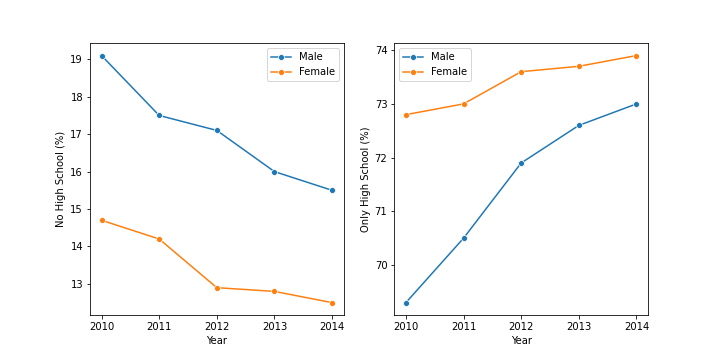 Male
Female
19
18
17
16
15
14
13
No High School (%)
2010 2011 2012 2013 2014
Year
Male
Female
74
73
72
71
70
Only High School (%)
2010 2011 2012 2013 2014
Year